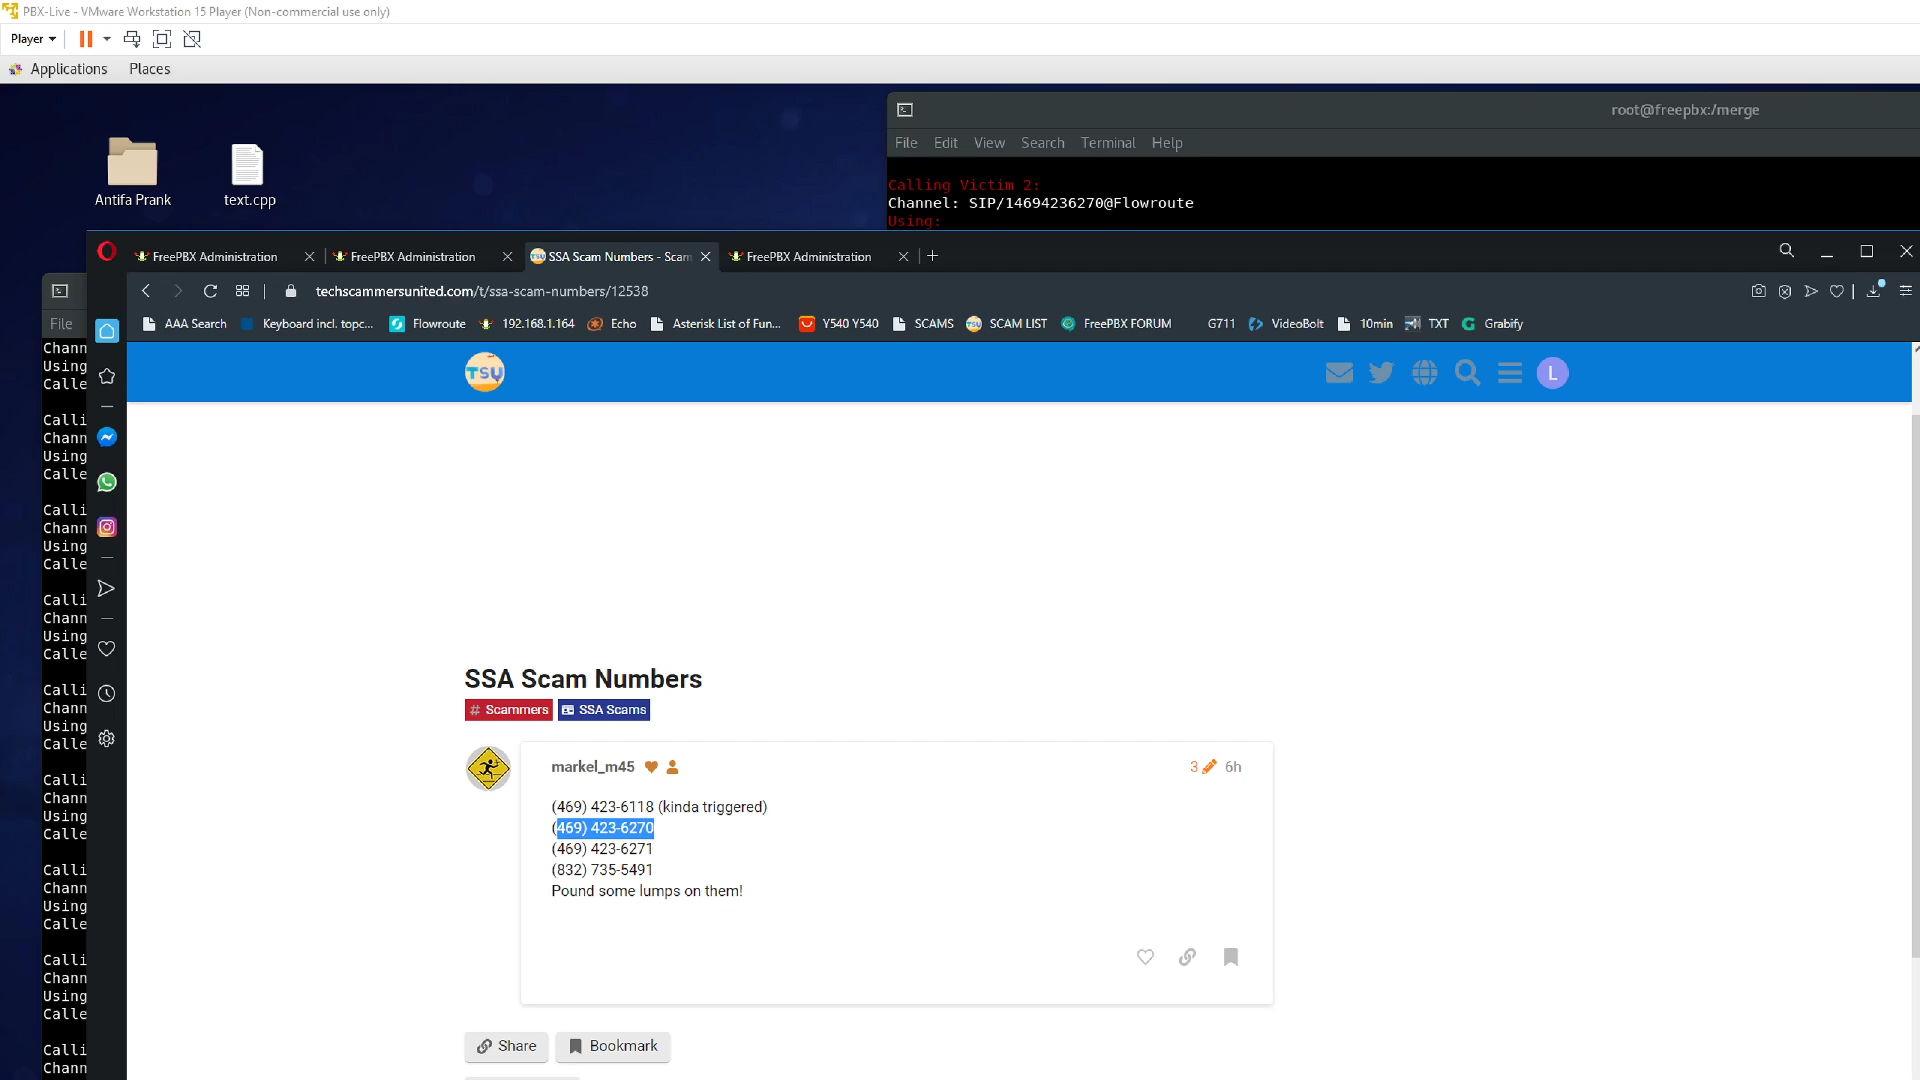 PBX-Live - VMware Workstation 15 Player (Non-commercial use only)
Player
Applications Places
root@freepbx:/merge
File Edit View Search Terminal Help
Antifa Prank
text.cpp
Calling Victim 2:
Channel: SIP/14694236270@Flowroute
Using:
FreePBX Administration
FreePBX Administration
SSA Scam Numbers - Scam
FreePBX Administration
techscammersunited.com/t/ssa-scam-numbers/12538
File
AAA Search
Keyboard incl. topc...
Flowroute
192.168.1.164
Echo
Asterisk List of Fun...
Y540 Y540
SCAMS
SCAM LIST
FreePBX FORUM
G711
VideoBolt
10min
TXT
Grabify
TSU
L
Chann
Using
Calle
Calli
Chann
Using
Calle
Calli
Chann
Using
Calle
Calli
Chann
Using
Calle
Calli
Chann
Using
Calle
Calli
Chann
Using
Calle
Calli
Chann
Using
Calle
Calli
Chann
Using
Calle
Calli
Chann
SSA Scam Numbers
# Scammers
SSA Scams
markel_m45
3
6h
(469) 423-6118 (kinda triggered)
(469) 423-6270
(469) 423-6271
(832) 735-5491
Pound some lumps on them!
Share
Bookmark